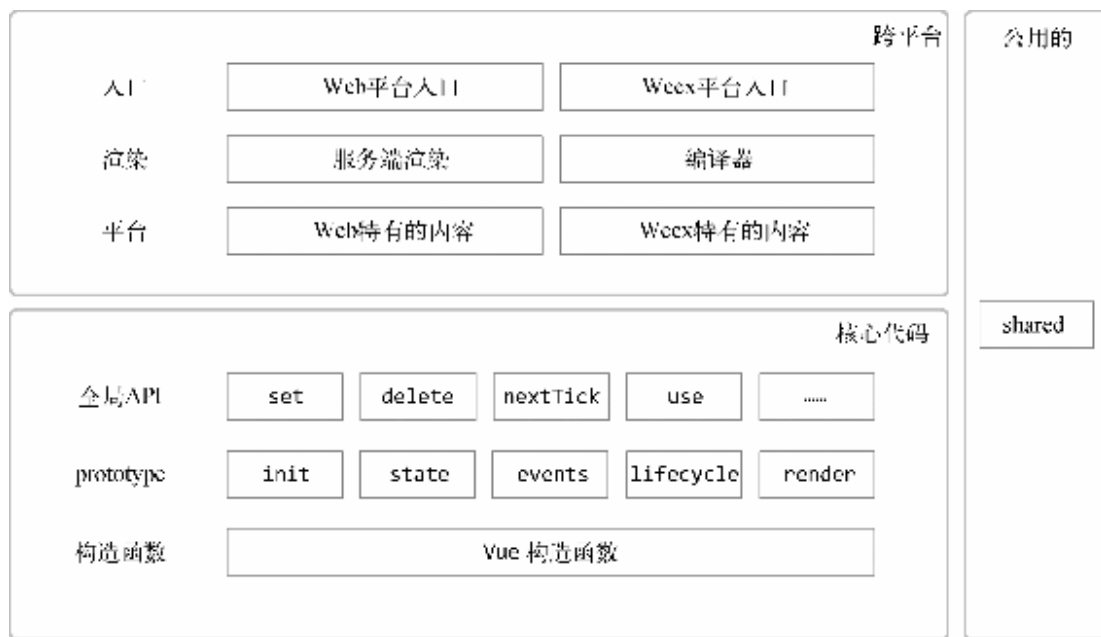 跨平台
公用的
入口 Web平台入口 Weex平台入口
渲染 服务端渲染 编译器
平台 Web特有的内容 Weex特有的内容
shared
核心代码
全局API set delete nextTick use ……
prototype init state events lifecycle render
构造函数 Vue 构造函数